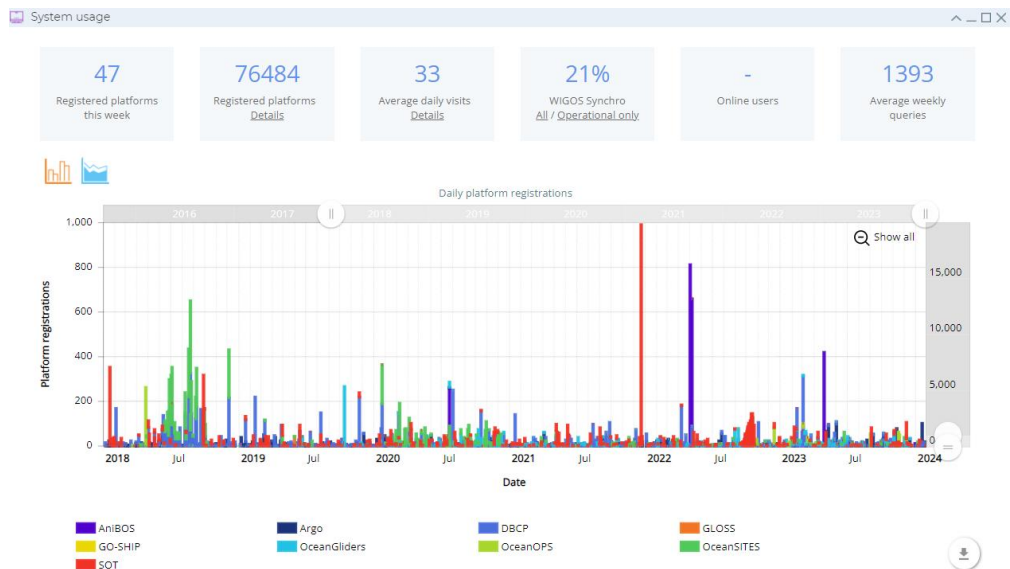 System usage
47
Registered platforms
this week
76484
Registered platforms
Details
33
Average daily visits
Details
21%
WIGOS Synchro
All / Operational only
-
Online users
1393
Average weekly
queries
Daily platform registrations
2016 2017 2018 2019 2020 2021 2022 2023
Show all
Platform registrations
1,000
800
600
400
200
0
15,000
10,000
5,000
0
2018 Jul 2019 Jul 2020 Jul 2021 Jul 2022 Jul 2023 Jul 2024
Date
AniBOS Argo DBCP GLOSS
GO-SHIP OceanGliders OceanOPS OceanSITES
SOT